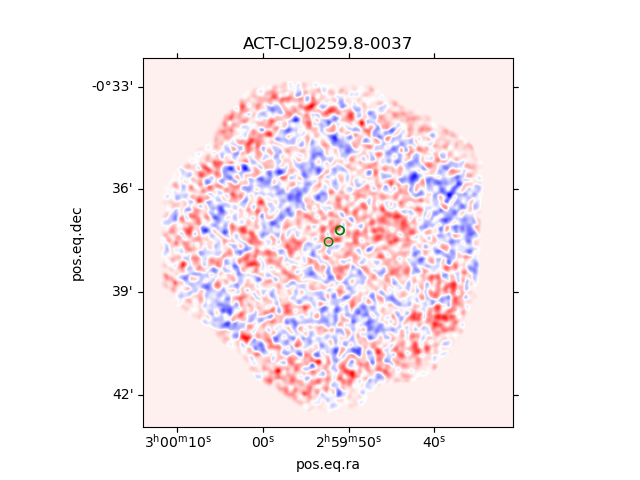 ACT-CLJ0259.8-0037
-0°33'
36'
39'
42'
3ʰ00ᵐ10ˢ 00ˢ 2ʰ59ᵐ50ˢ 40ˢ
pos.eq.ra
pos.eq.dec